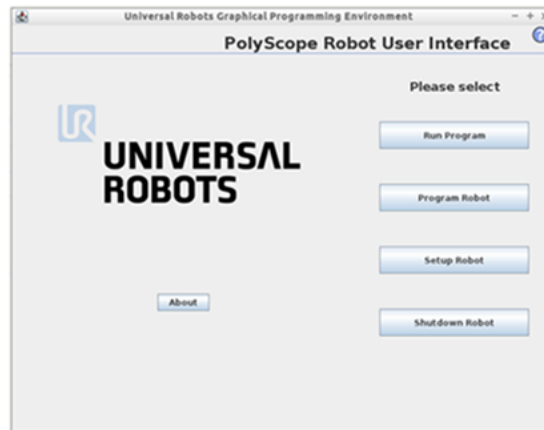 Universal Robots Graphical Programming Environment
PolyScope Robot User Interface
?
Please select
UR
UNIVERSAL
ROBOTS
Run Program
Program Robot
Setup Robot
About
Shutdown Robot